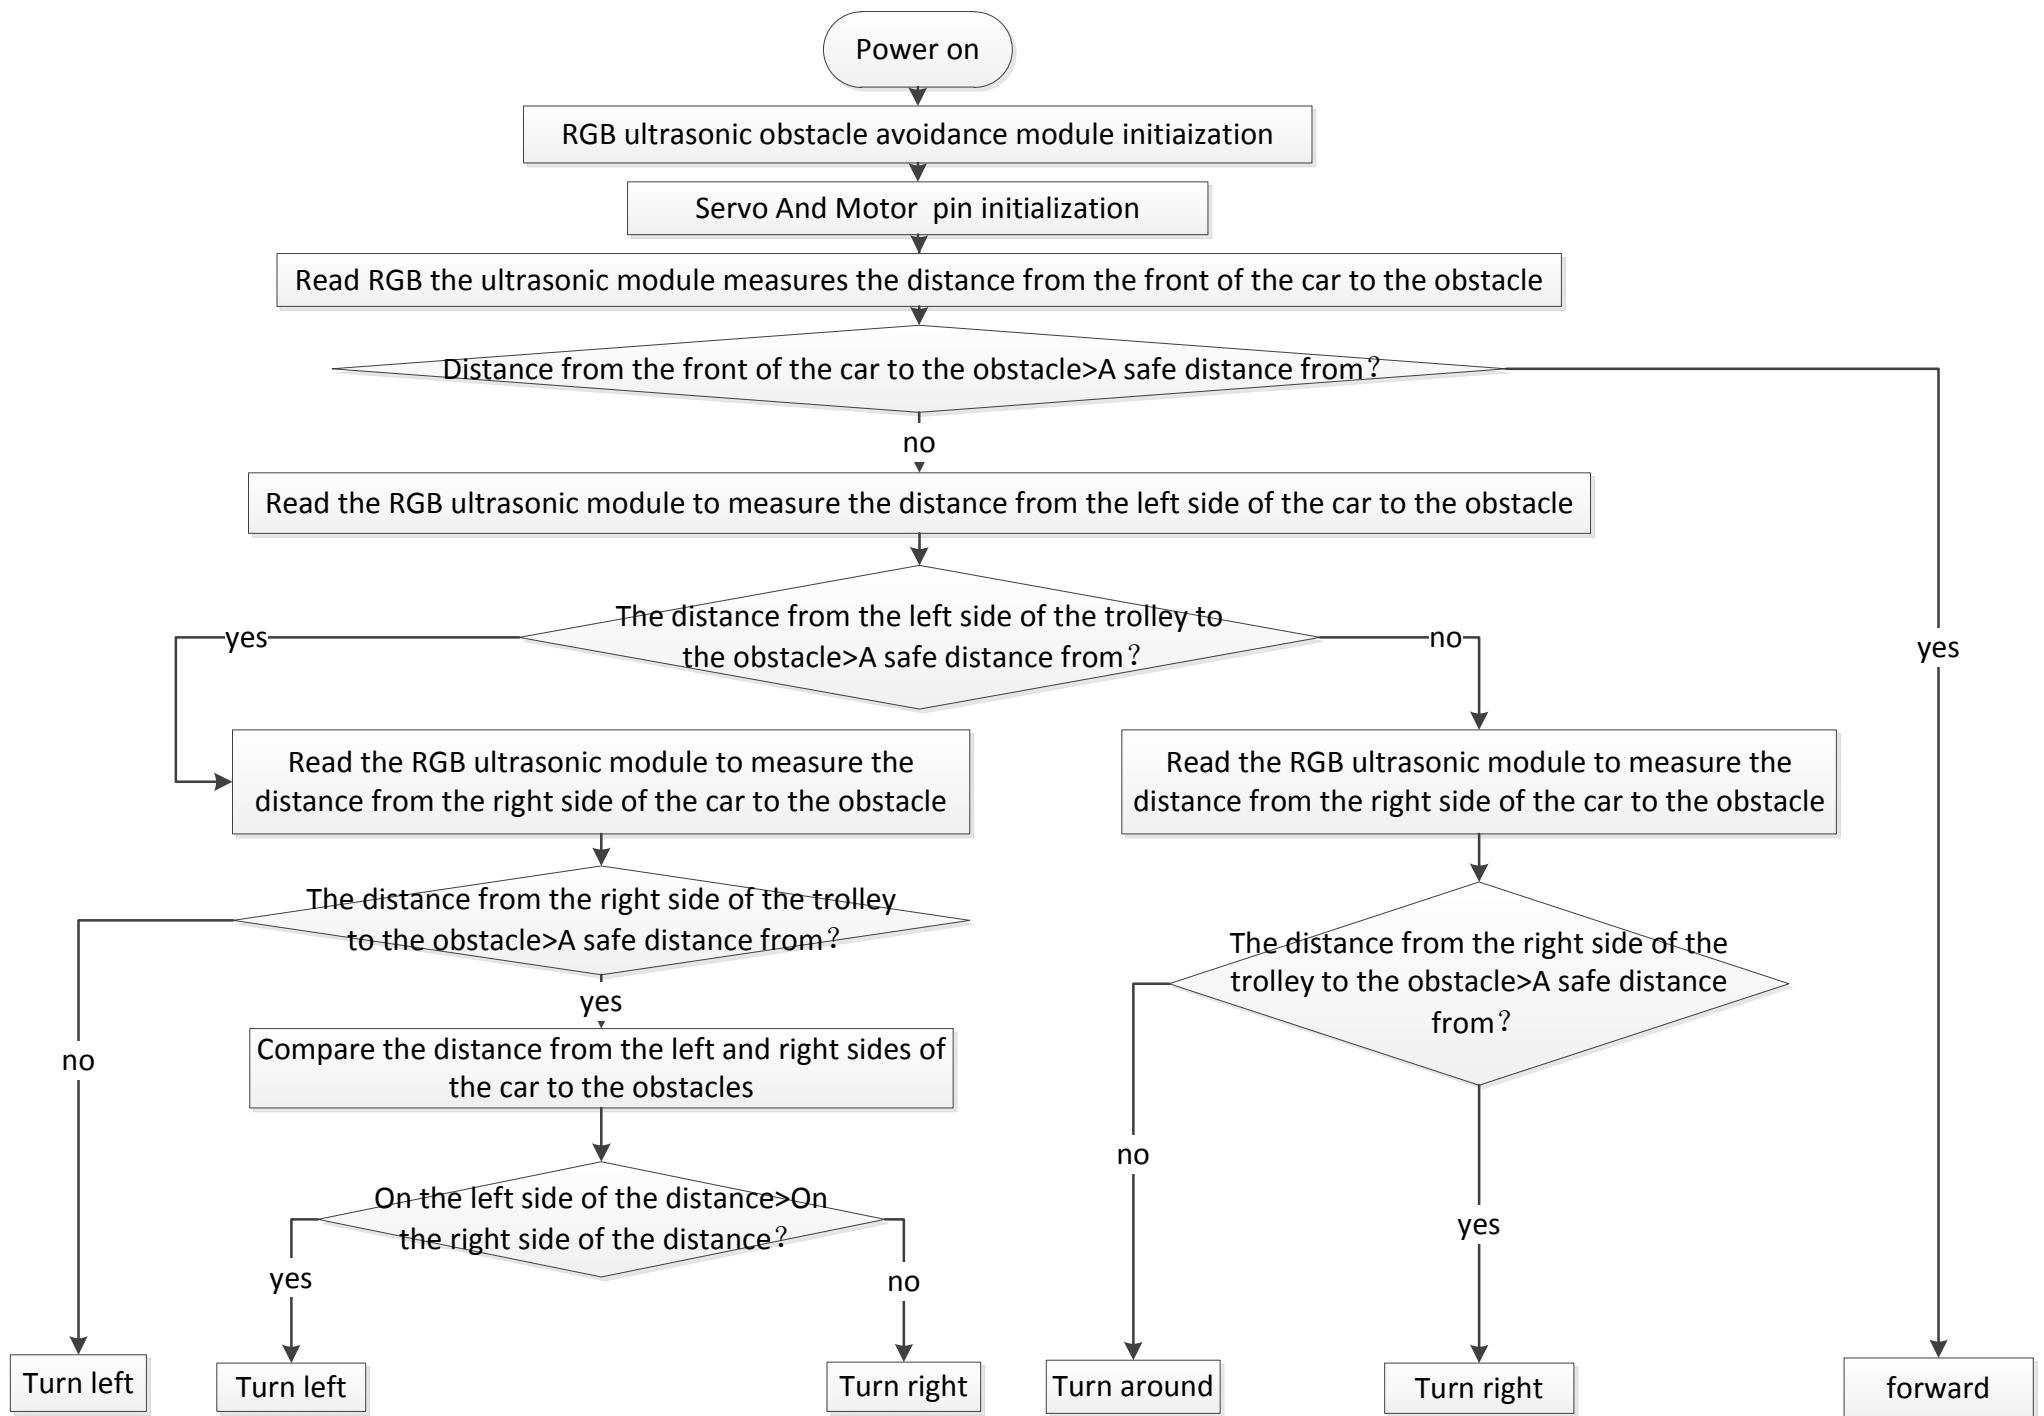 Power on
RGB ultrasonic obstacle avoidance module initiaization
Servo And Motor  pin initialization
Read RGB the ultrasonic module measures the distance from the front of the car to the obstacle
Distance from the front of the car to the obstacle>A safe distance from？
no
Read the RGB ultrasonic module to measure the distance from the left side of the car to the obstacle
The distance from the left side of the trolley to
the obstacle>A safe distance from？
yes
no
yes
Read the RGB ultrasonic module to measure the
distance from the right side of the car to the obstacle
Read the RGB ultrasonic module to measure the
distance from the right side of the car to the obstacle
The distance from the right side of the trolley
to the obstacle>A safe distance from？
The distance from the right side of the
trolley to the obstacle>A safe distance
from？
yes
no
Compare the distance from the left and right sides of
the car to the obstacles
no
On the left side of the distance>On
the right side of the distance？
yes
yes
no
Turn left
Turn left
Turn right
Turn around
Turn right
forward